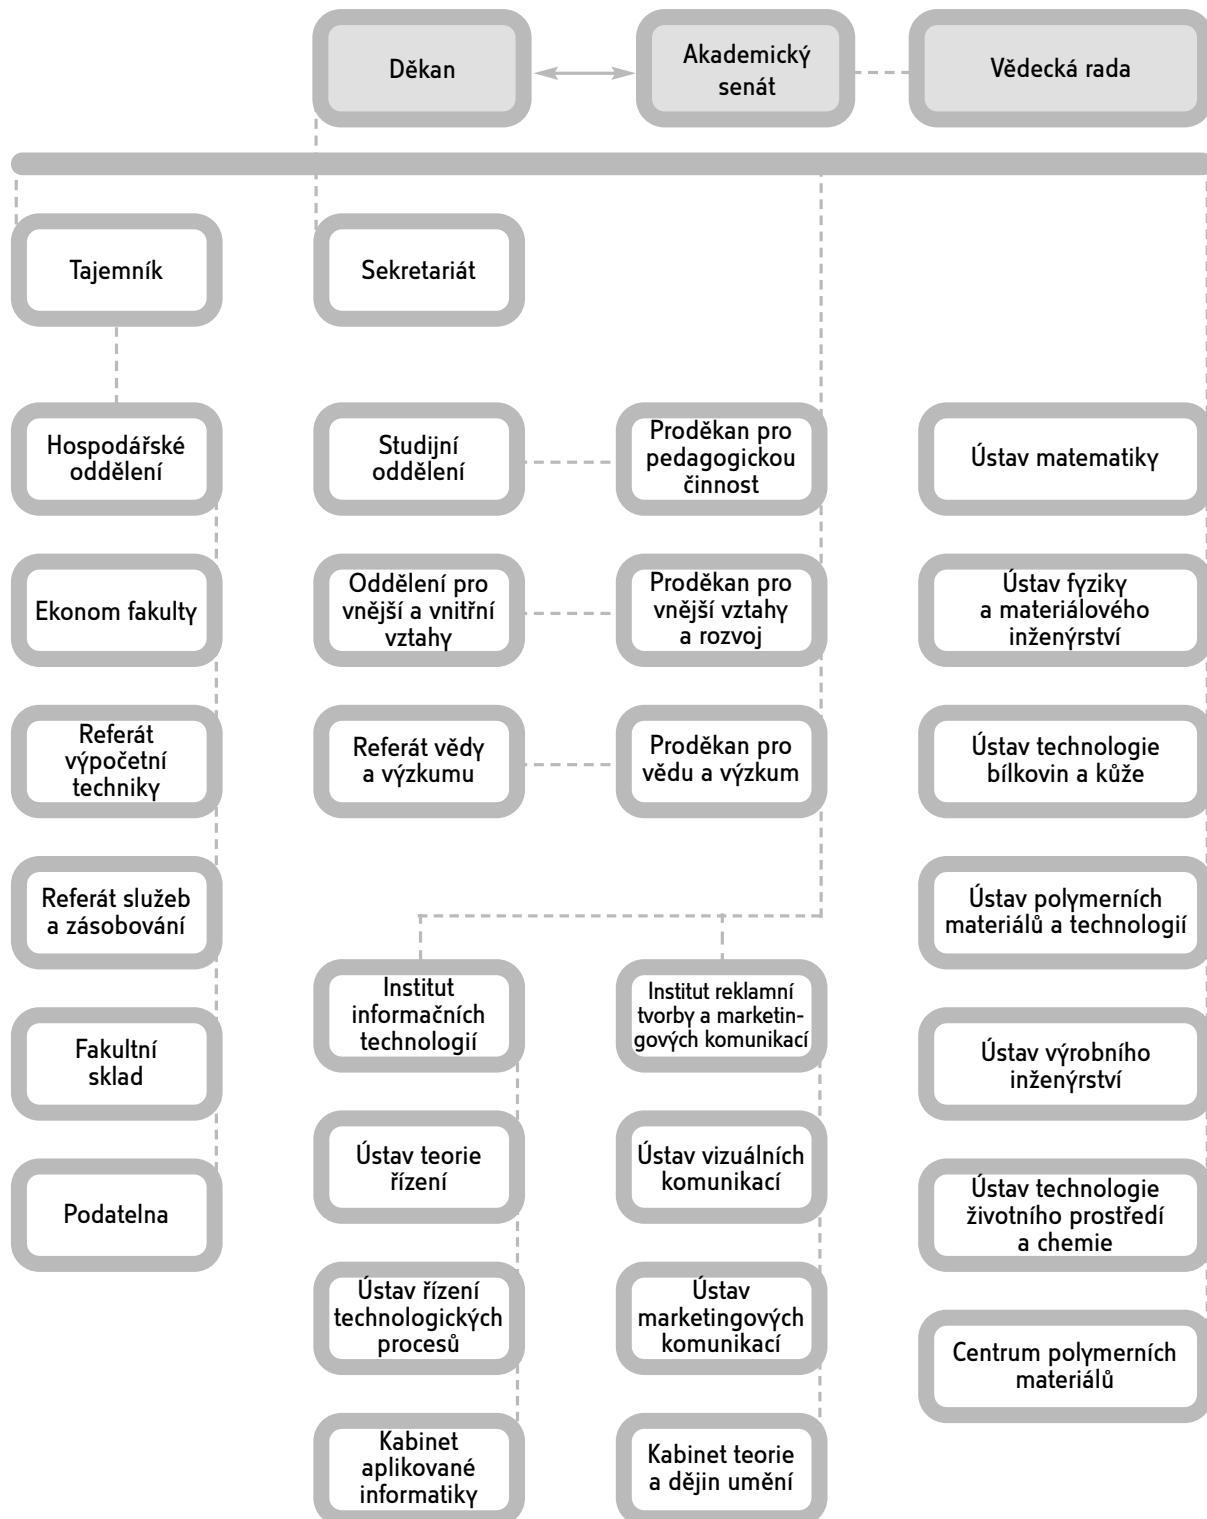 Děkan
Akademický
senát
Vědecká rada
Tajemník
Sekretariát
Hospodářské
oddělení
Studijní
oddělení
Proděkan pro
pedagogickou
činnost
Ústav matematiky
Ekonom fakulty
Oddělení pro
vnější a vnitřní
vztahy
Proděkan pro
vnější vztahy
a rozvoj
Ústav fyziky
a materiálového
inženýrství
Referát
výpočetní
techniky
Referát vědy
a výzkumu
Proděkan pro
vědu a výzkum
Ústav technologie
bílkovin a kůže
Referát služeb
a zásobování
Ústav polymerních
materiálů a technologií
Institut
informačních
technologií
Institut reklamní
tvorby a marketin-
gových komunikací
Fakultní
sklad
Ústav výrobního
inženýrství
Ústav teorie
řízení
Ústav vizuálních
komunikací
Podatelna
Ústav technologie
životního prostředí
a chemie
Ústav řízení
technologických
procesů
Ústav
marketingových
komunikací
Centrum polymerních
materiálů
Kabinet
aplikované
informatiky
Kabinet teorie
a dějin umění